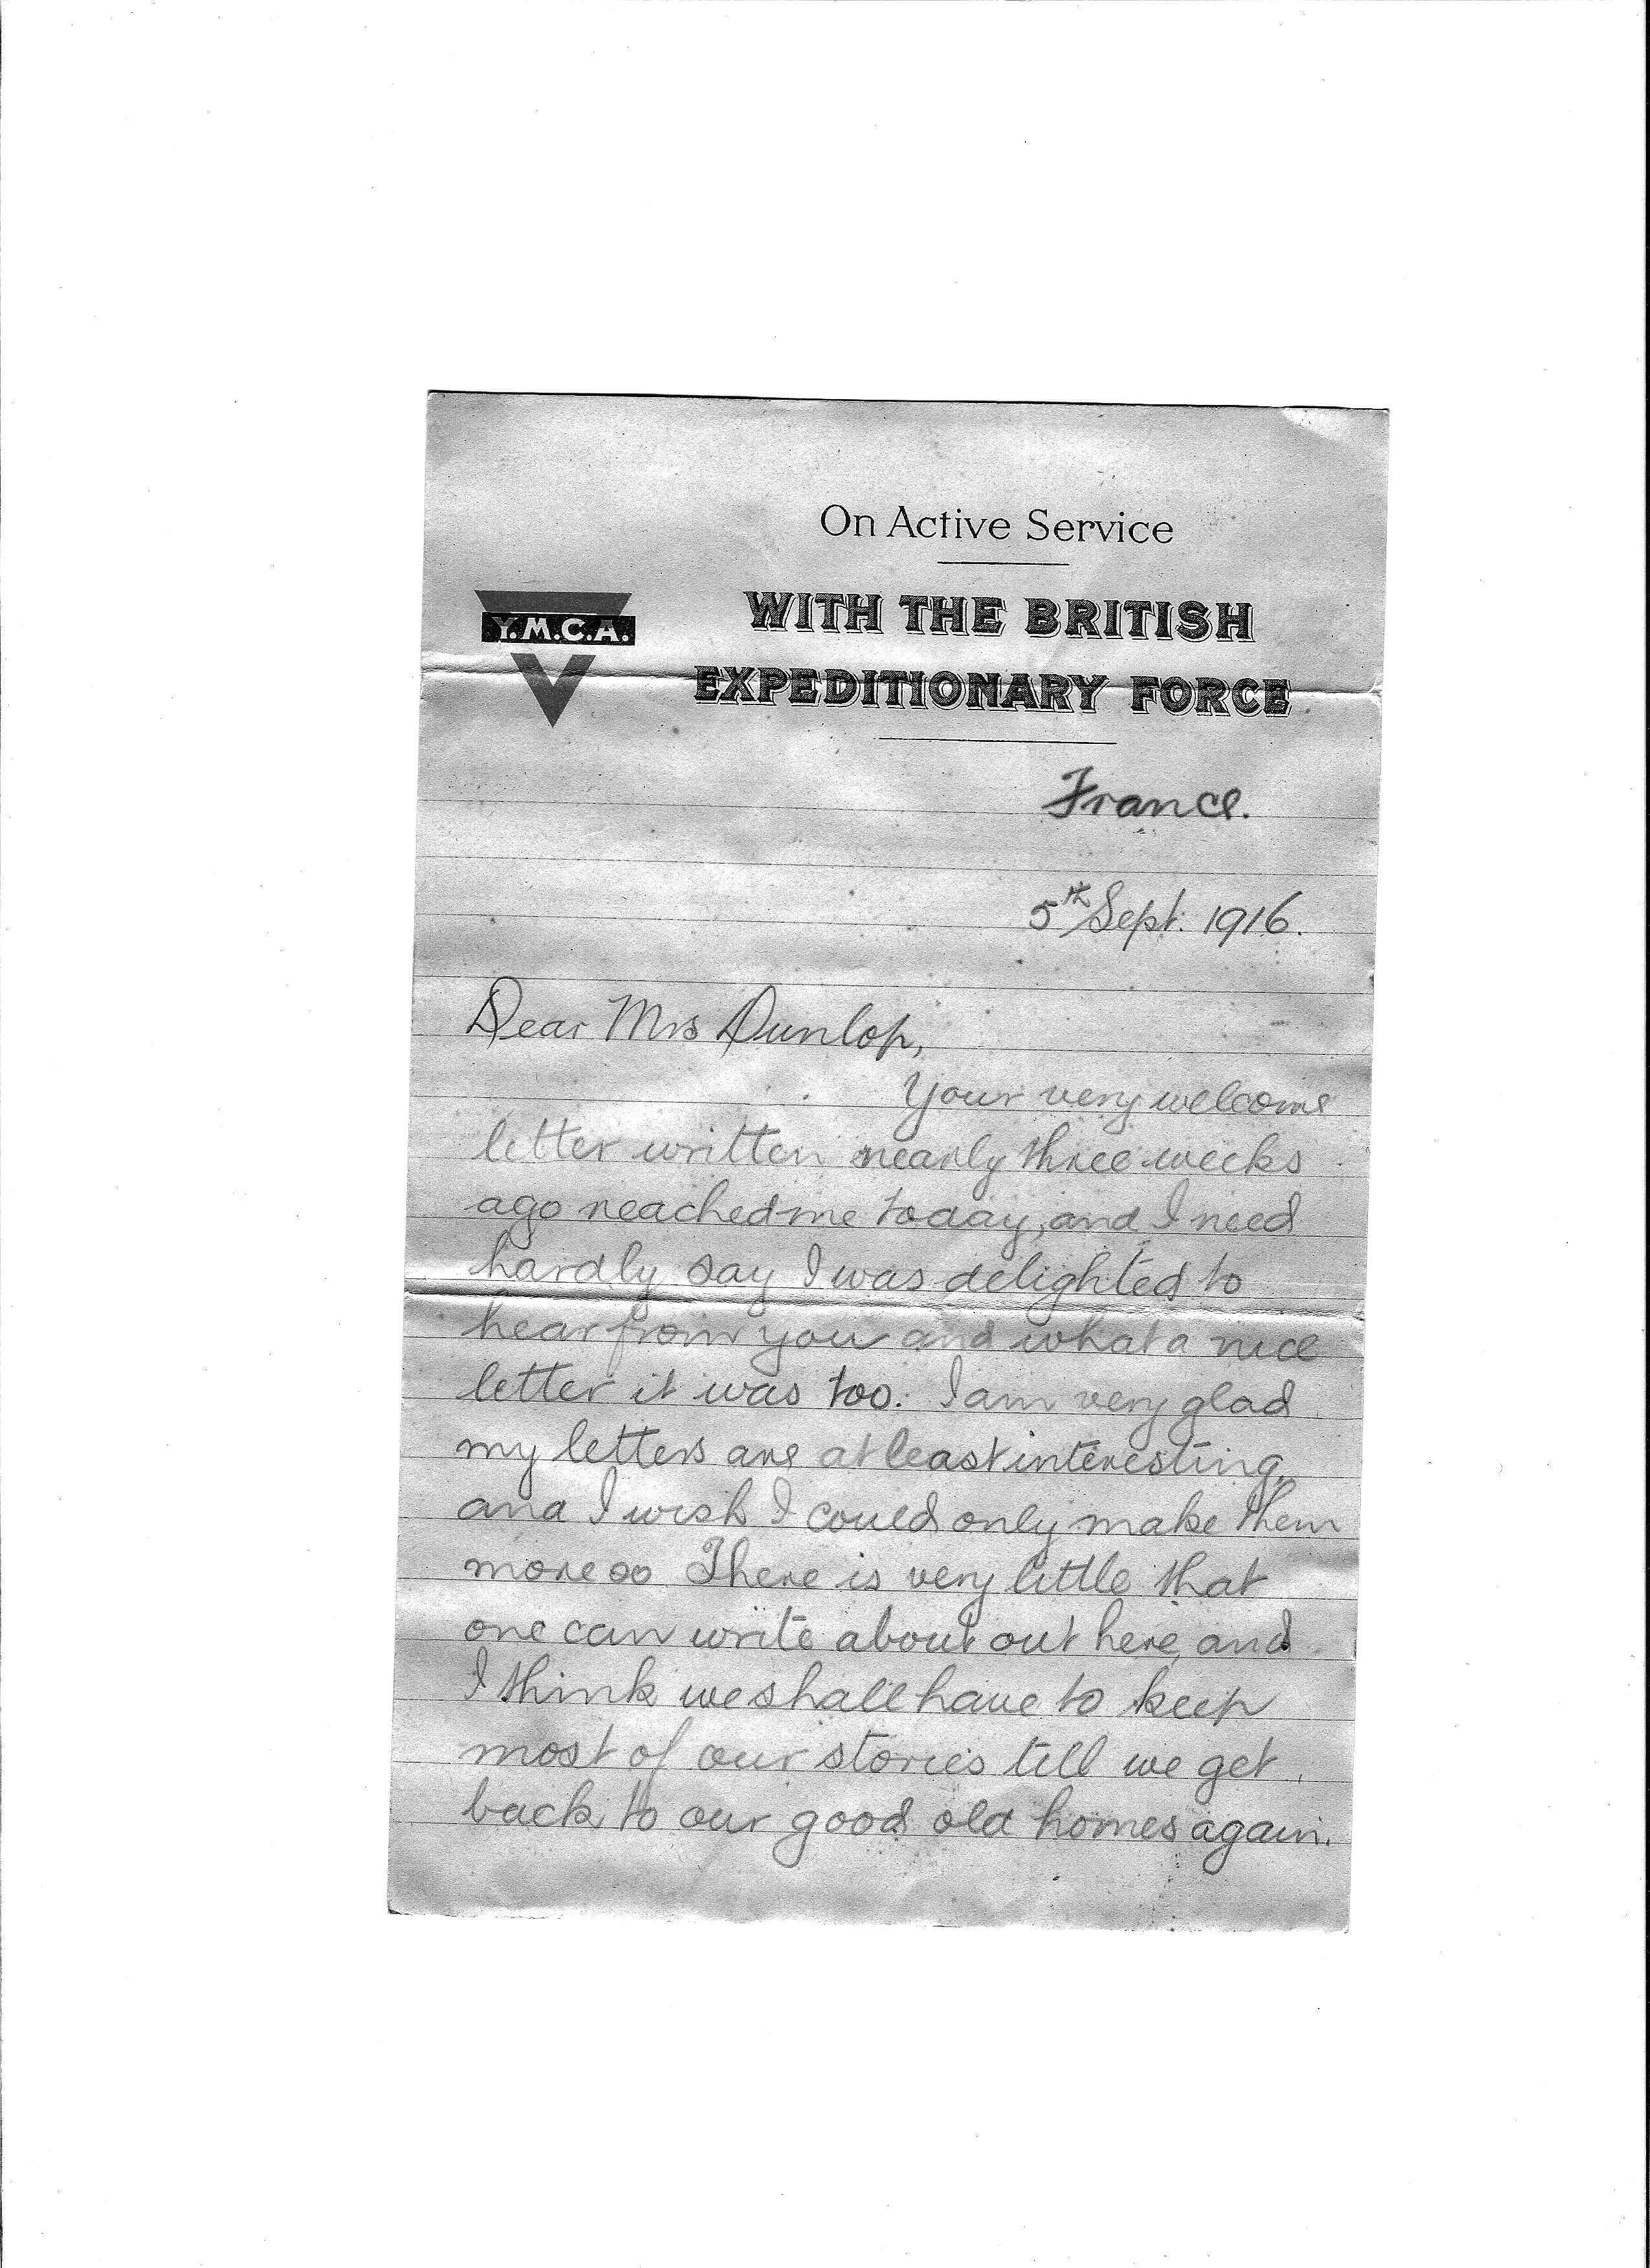 On Active Service
Y.M.C.A.
WITH THE BRITISH
EXPEDITIONARY FORCE
France.
5th Sept. 1916.
Dear Mrs Dunlop,
Your very welcome
letter written nearly three weeks
ago reached me today, and I need
hardly say I was delighted to
hear from you and what a nice
letter it was too. I am very glad
my letters are at least interesting,
and I wish I could only make them
more so There is very little that
one can write about out here, and
I think we shall have to keep
most of our stories till we get
back to our good old homes again.